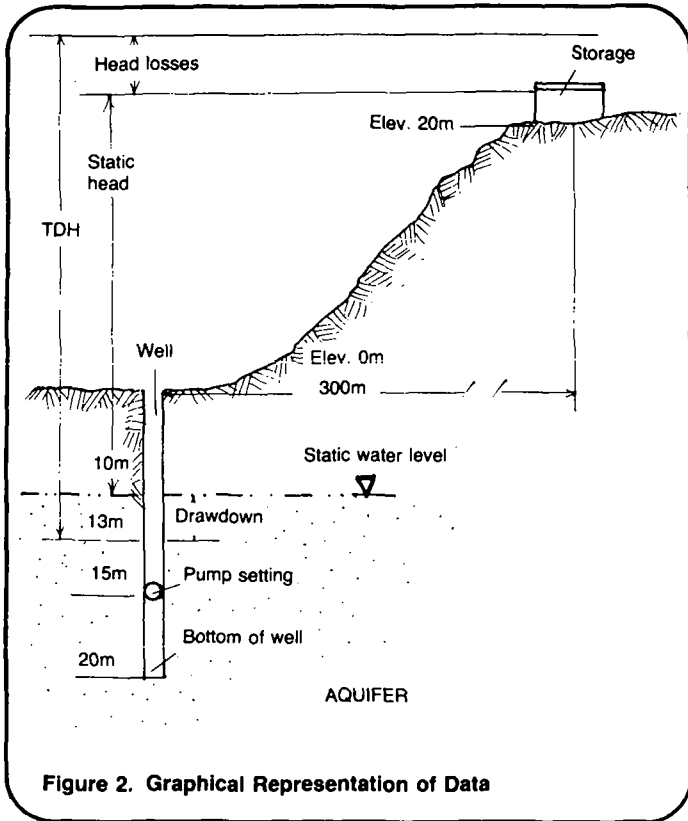 Head losses
Storage
Elev. 20m
Static
head
TDH
Well
Elev. 0m
300m
10m
Static water level
13m
Drawdown
15m
Pump setting
Bottom of well
20m
AQUIFER
Figure 2. Graphical Representation of Data